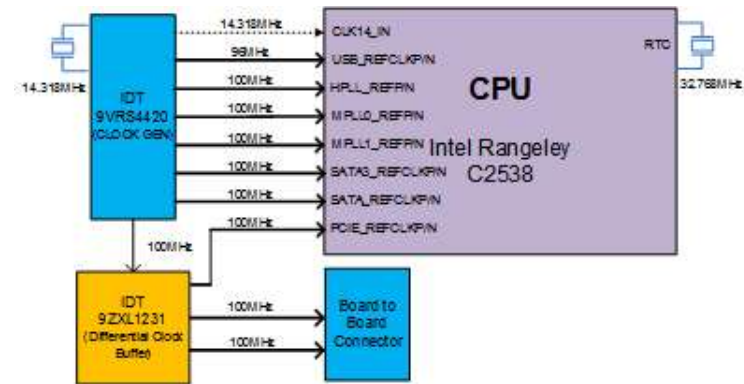 14.318MHz
CLK14_IN
96MHz
USB_REFCLKP/N
RTC
14.318MHz
IDT
9VRS4420
(CLOCK GEN)
100MHz
HPLL_REFP/N
CPU
32.768MHz
100MHz
MPLL0_REFP/N
100MHz
MPLL1_REFP/N
Intel Rangeley
C2538
100MHz
SATA3_REFCLKP/N
100MHz
SATA_REFCLKP/N
100MHz
PCIE_REFCLKP/N
100MHz
IDT
9ZXL1231
(Differential Clock
Buffer)
100MHz
100MHz
Board to
Board
Connector